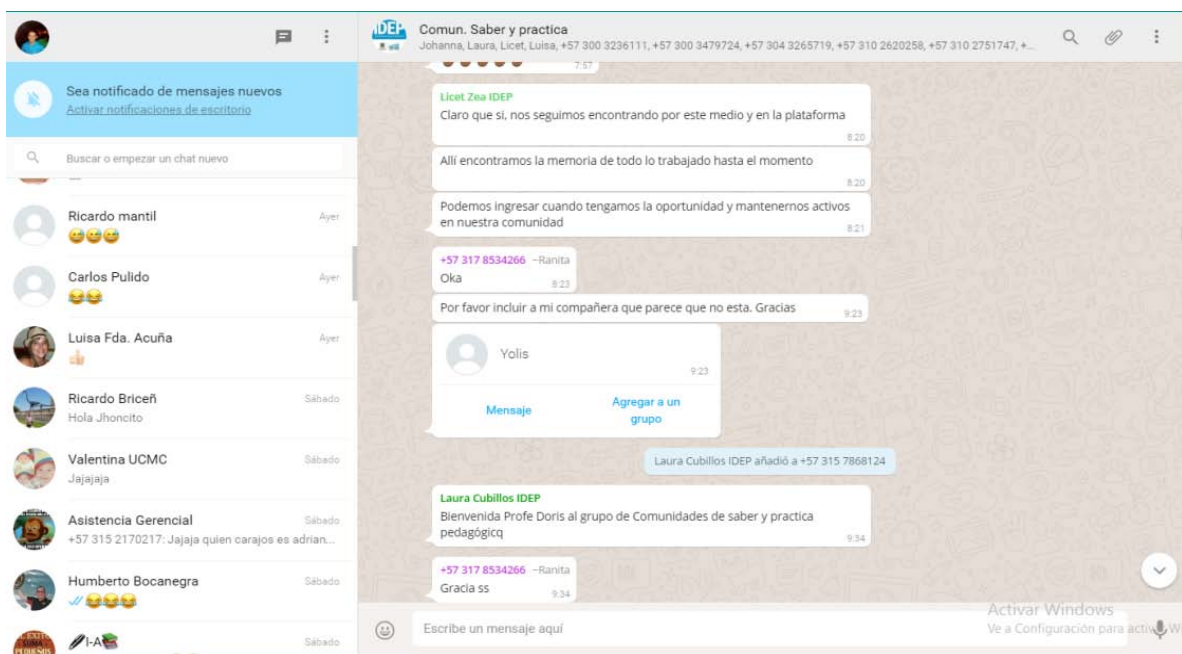 IDEP
Comun. Saber y practica
Johanna, Laura, Licet, Luisa, +57 300 3236111, +57 300 3479724, +57 304 3265719, +57 310 2620258, +57 310 2751747, +...
Sea notificado de mensajes nuevos
Activar notificaciones de escritorio
Buscar o empezar un chat nuevo
Ricardo mantil
Ayer
😅😅😅
Carlos Pulido
Ayer
😂😂
Luisa Fda. Acuña
Ayer
👍🏻
Ricardo Briceñ
Sábado
Hola Jhoncito
Valentina UCMC
Sábado
Jajajaja
Asistencia Gerencial
Sábado
+57 315 2170217: Jajaja quien carajos es adrian...
Humberto Bocanegra
Sábado
😂😂😂
I-A📚
Sábado
7:57
Licet Zea IDEP
Claro que si, nos seguimos encontrando por este medio y en la plataforma
8:20
Allí encontramos la memoria de todo lo trabajado hasta el momento
8:20
Podemos ingresar cuando tengamos la oportunidad y mantenernos activos
en nuestra comunidad
8:21
+57 317 8534266 ~Ranita
Oka
8:23
Por favor incluir a mi compañera que parece que no esta. Gracias
9:23
Yolis
9:23
Mensaje
Agregar a un
grupo
Laura Cubillos IDEP añadió a +57 315 7868124
Laura Cubillos IDEP
Bienvenida Profe Doris al grupo de Comunidades de saber y practica
pedagógicq
9:34
+57 317 8534266 ~Ranita
Gracia ss
9:34
Escribe un mensaje aquí
Activar Windows
Ve a Configuración para activ